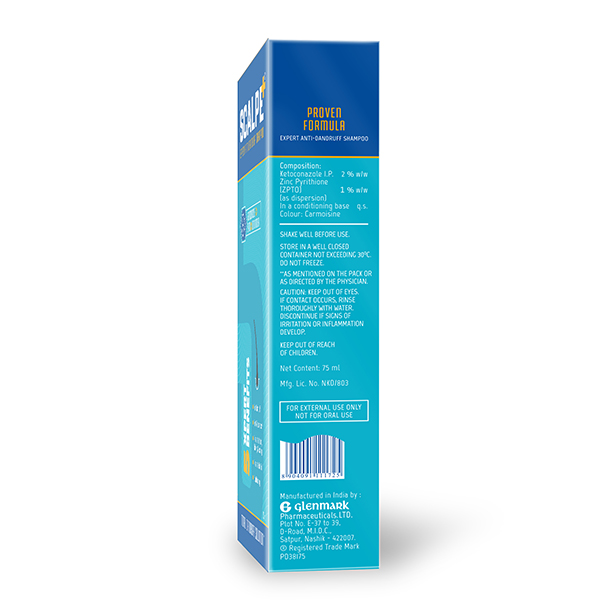 SCALPE+
PROVEN
FORMULA
EXPERT ANTI-DANDRUFF SHAMPOO
Composition:
Ketoconazole I.P. 2 % w/w
Zinc Pyrithione
(ZPTO) 1 % w/w
(as dispersion)
In a conditioning base q.s.
Colour: Carmoisine
SHAKE WELL BEFORE USE.
STORE IN A WELL CLOSED
CONTAINER NOT EXCEEDING 30°C.
DO NOT FREEZE.
**AS MENTIONED ON THE PACK OR
AS DIRECTED BY THE PHYSICIAN.
CAUTION: KEEP OUT OF EYES.
IF CONTACT OCCURS, RINSE
THOROUGHLY WITH WATER.
DISCONTINUE IF SIGNS OF
IRRITATION OR INFLAMMATION
DEVELOP.
KEEP OUT OF REACH
OF CHILDREN.
Net Content: 75 ml
Mfg. Lic. No. NKD/803
FOR EXTERNAL USE ONLY
NOT FOR ORAL USE
8 904091 111725
Manufactured in India by :
G glenmark
Pharmaceuticals.LTD.
Plot No. E-37 to 39,
D-Road, M.I.D.C.,
Satpur, Nashik - 422007.
® Registered Trade Mark
P038175